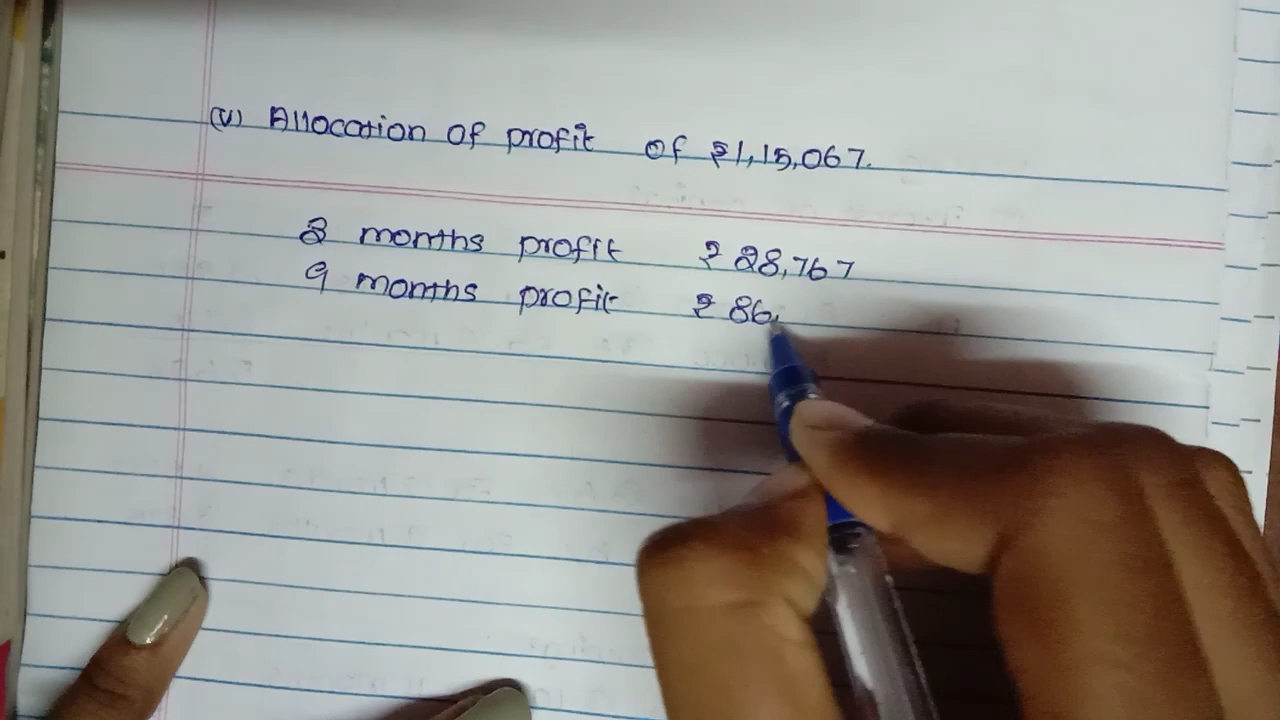 (V) Allocation of profit of ₹1,15,067.
3 months profit ₹ 28,767
9 months profit ₹ 86,